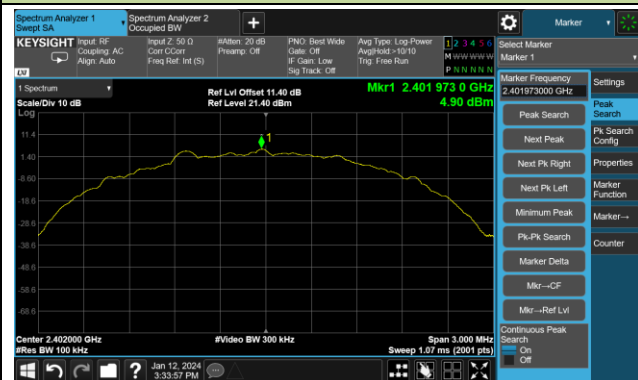 Spectrum Analyzer 1
Swept SA
Spectrum Analyzer 2
Occupied BW
+
Marker
KEYSIGHT
Input: RF
Coupling: AC
Align: Auto
Input Z: 50 Ω
Corr CCorr
Freq Ref: Int (S)
#Atten: 20 dB
Preamp: Off
PNO: Best Wide
Gate: Off
IF Gain: Low
Sig Track: Off
Avg Type: Log-Power
Avg|Hold:>10/10
Trig: Free Run
1 2 3 4 5 6
M W W W W W
P N N N N N
LXI
Select Marker
Marker 1
1 Spectrum
Scale/Div 10 dB
Log
Ref Lvl Offset 11.40 dB
Ref Level 21.40 dBm
Mkr1 2.401 973 0 GHz
4.90 dBm
11.4
1.40
-8.60
-18.6
-28.6
-38.6
-48.6
-58.6
-68.6
1
Center 2.402000 GHz
#Res BW 100 kHz
#Video BW 300 kHz
Span 3.000 MHz
Sweep 1.07 ms (2001 pts)
Marker Frequency
2.401973000 GHz
Peak Search
Next Peak
Next Pk Right
Next Pk Left
Minimum Peak
Pk-Pk Search
Marker Delta
Mkr→CF
Mkr→Ref Lvl
Continuous Peak
Search
On
Off
Settings
Peak
Search
Pk Search
Config
Properties
Marker
Function
Marker→
Counter
?
Jan 12, 2024
3:33:57 PM